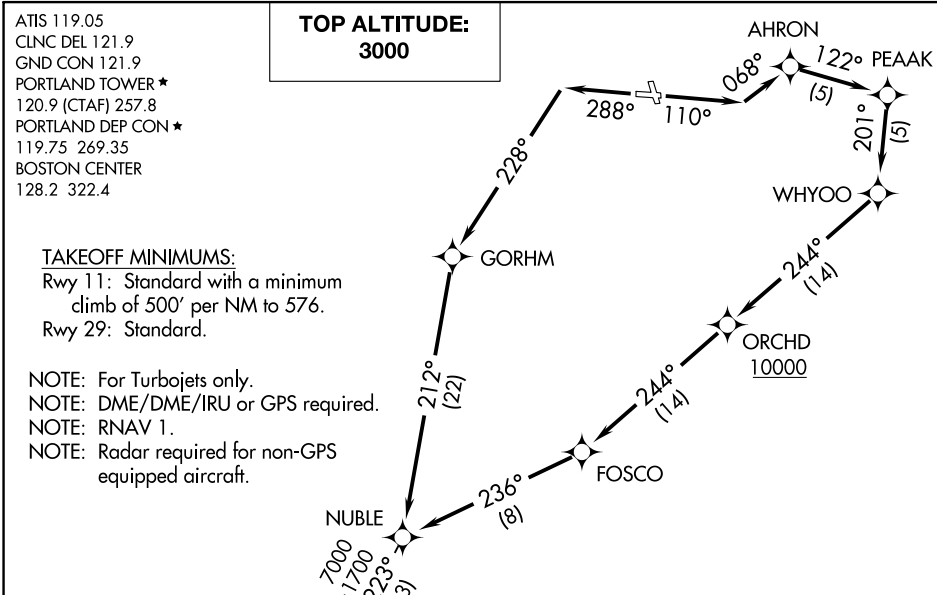 ATIS 119.05
CLNC DEL 121.9
GND CON 121.9
PORTLAND TOWER ★
120.9 (CTAF) 257.8
PORTLAND DEP CON ★
119.75 269.35
BOSTON CENTER
128.2 322.4
TOP ALTITUDE:
3000
AHRON
PEAAK
122°
(5)
068°
288°
110°
201°
(5)
228°
WHYOO
GORHM
244°
(14)
TAKEOFF MINIMUMS:
Rwy 11: Standard with a minimum
climb of 500' per NM to 576.
Rwy 29: Standard.
ORCHD
10000
212°
(22)
244°
(14)
NOTE: For Turbojets only.
NOTE: DME/DME/IRU or GPS required.
NOTE: RNAV 1.
NOTE: Radar required for non-GPS
equipped aircraft.
FOSCO
236°
(8)
NUBLE
7000
1700
223°